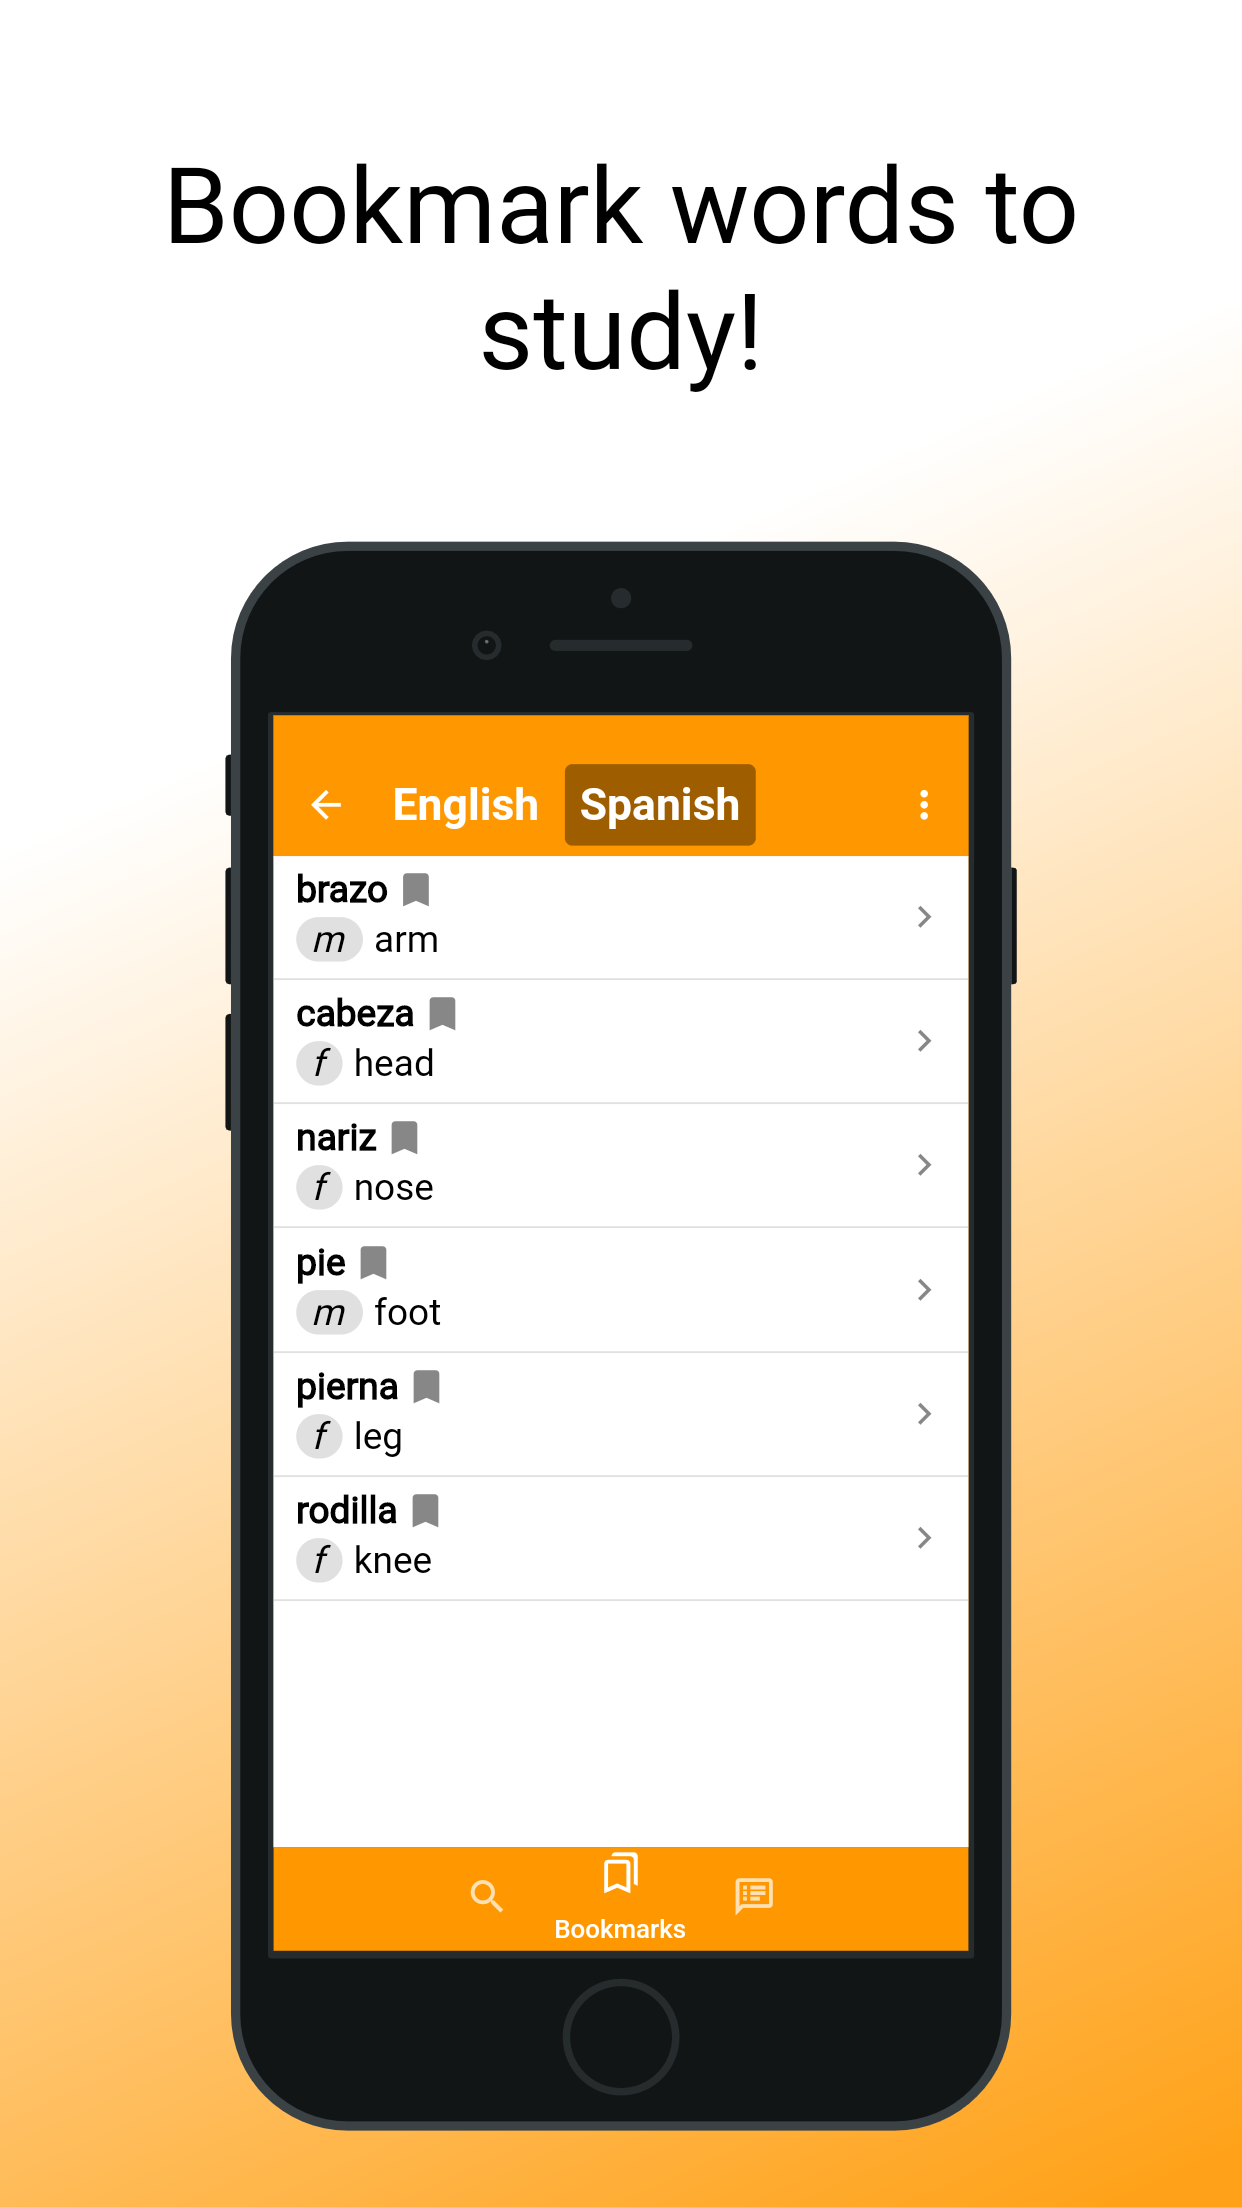 Bookmark words to
study!
English Spanish
brazo
m arm
cabeza
f head
nariz
f nose
pie
m foot
pierna
f leg
rodilla
f knee
Bookmarks